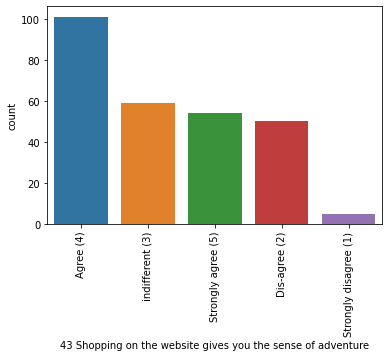 100
80
60
40
20
0
count
Agree (4)
indifferent (3)
Strongly agree (5)
Dis-agree (2)
Strongly disagree (1)
43 Shopping on the website gives you the sense of adventure